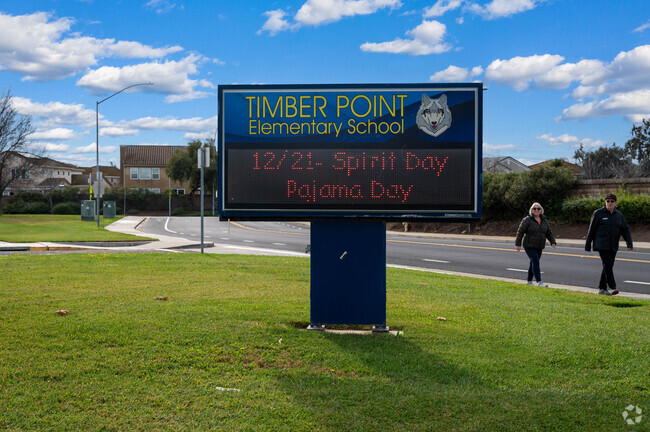 TIMBER POINT
Elementary School
12/21- Spirit Day
Pajama Day